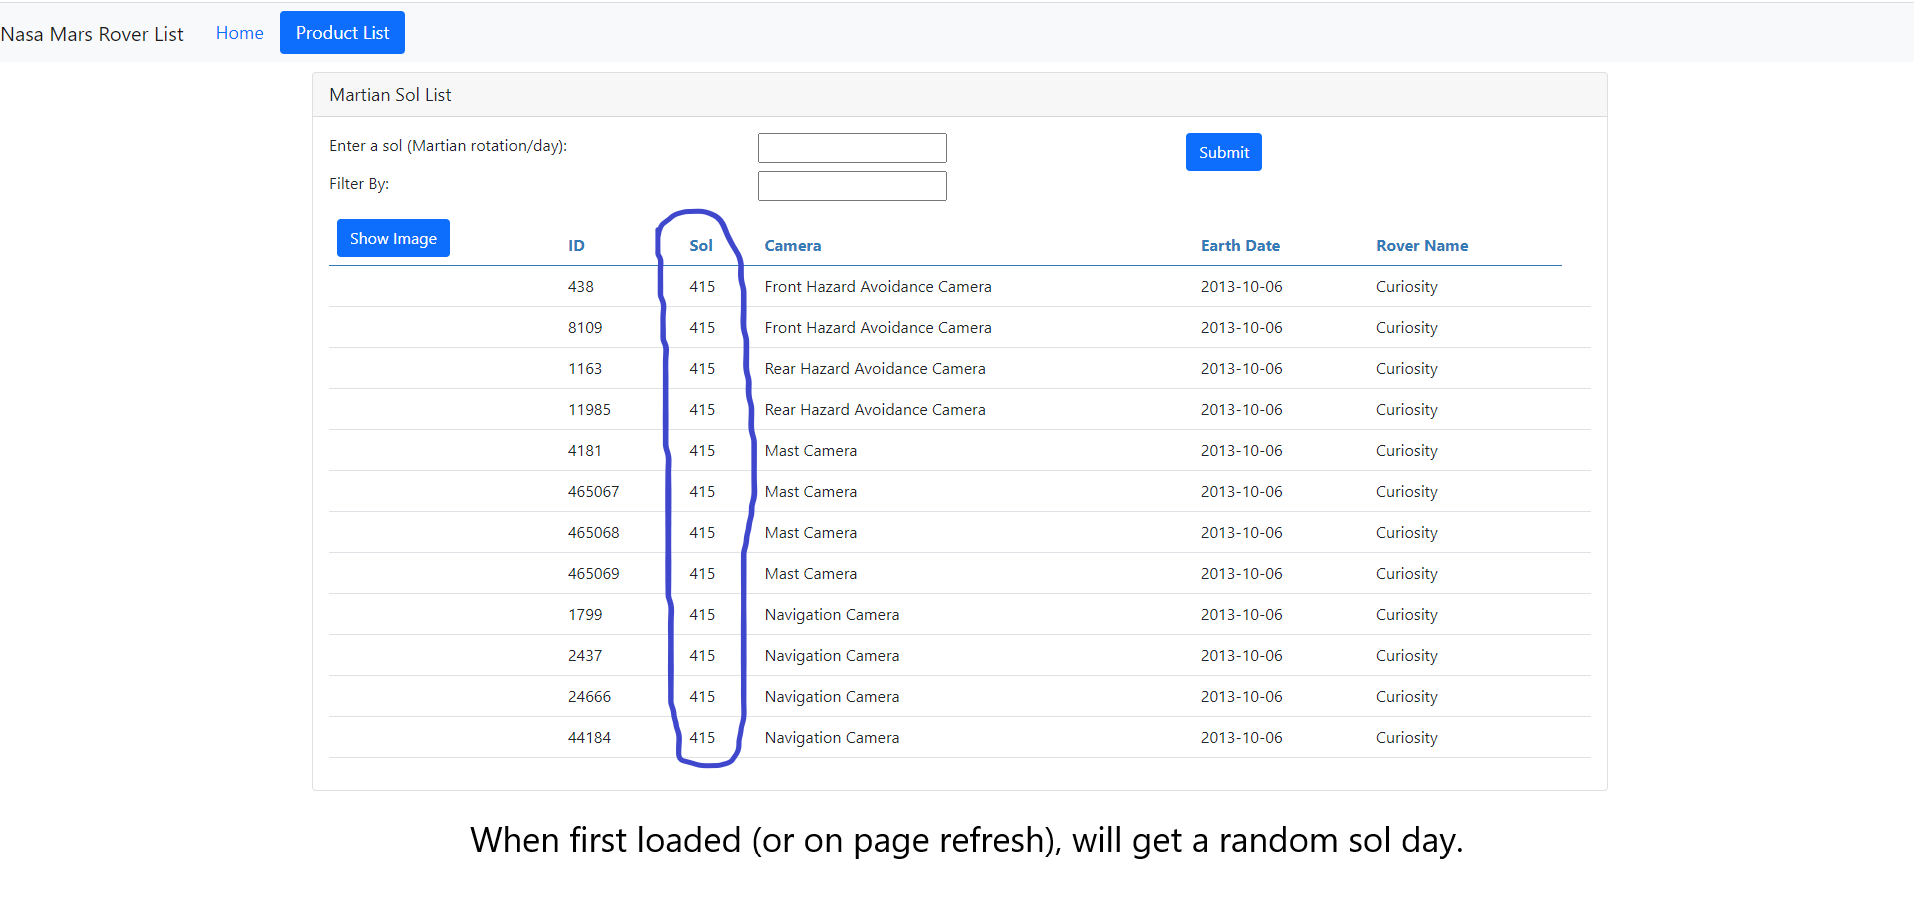 Nasa Mars Rover List Home Product List
Martian Sol List
Enter a sol (Martian rotation/day): Submit
Filter By:
Show Image ID Sol Camera Earth Date Rover Name
438 415 Front Hazard Avoidance Camera 2013-10-06 Curiosity
8109 415 Front Hazard Avoidance Camera 2013-10-06 Curiosity
1163 415 Rear Hazard Avoidance Camera 2013-10-06 Curiosity
11985 415 Rear Hazard Avoidance Camera 2013-10-06 Curiosity
4181 415 Mast Camera 2013-10-06 Curiosity
465067 415 Mast Camera 2013-10-06 Curiosity
465068 415 Mast Camera 2013-10-06 Curiosity
465069 415 Mast Camera 2013-10-06 Curiosity
1799 415 Navigation Camera 2013-10-06 Curiosity
2437 415 Navigation Camera 2013-10-06 Curiosity
24666 415 Navigation Camera 2013-10-06 Curiosity
44184 415 Navigation Camera 2013-10-06 Curiosity
When first loaded (or on page refresh), will get a random sol day.